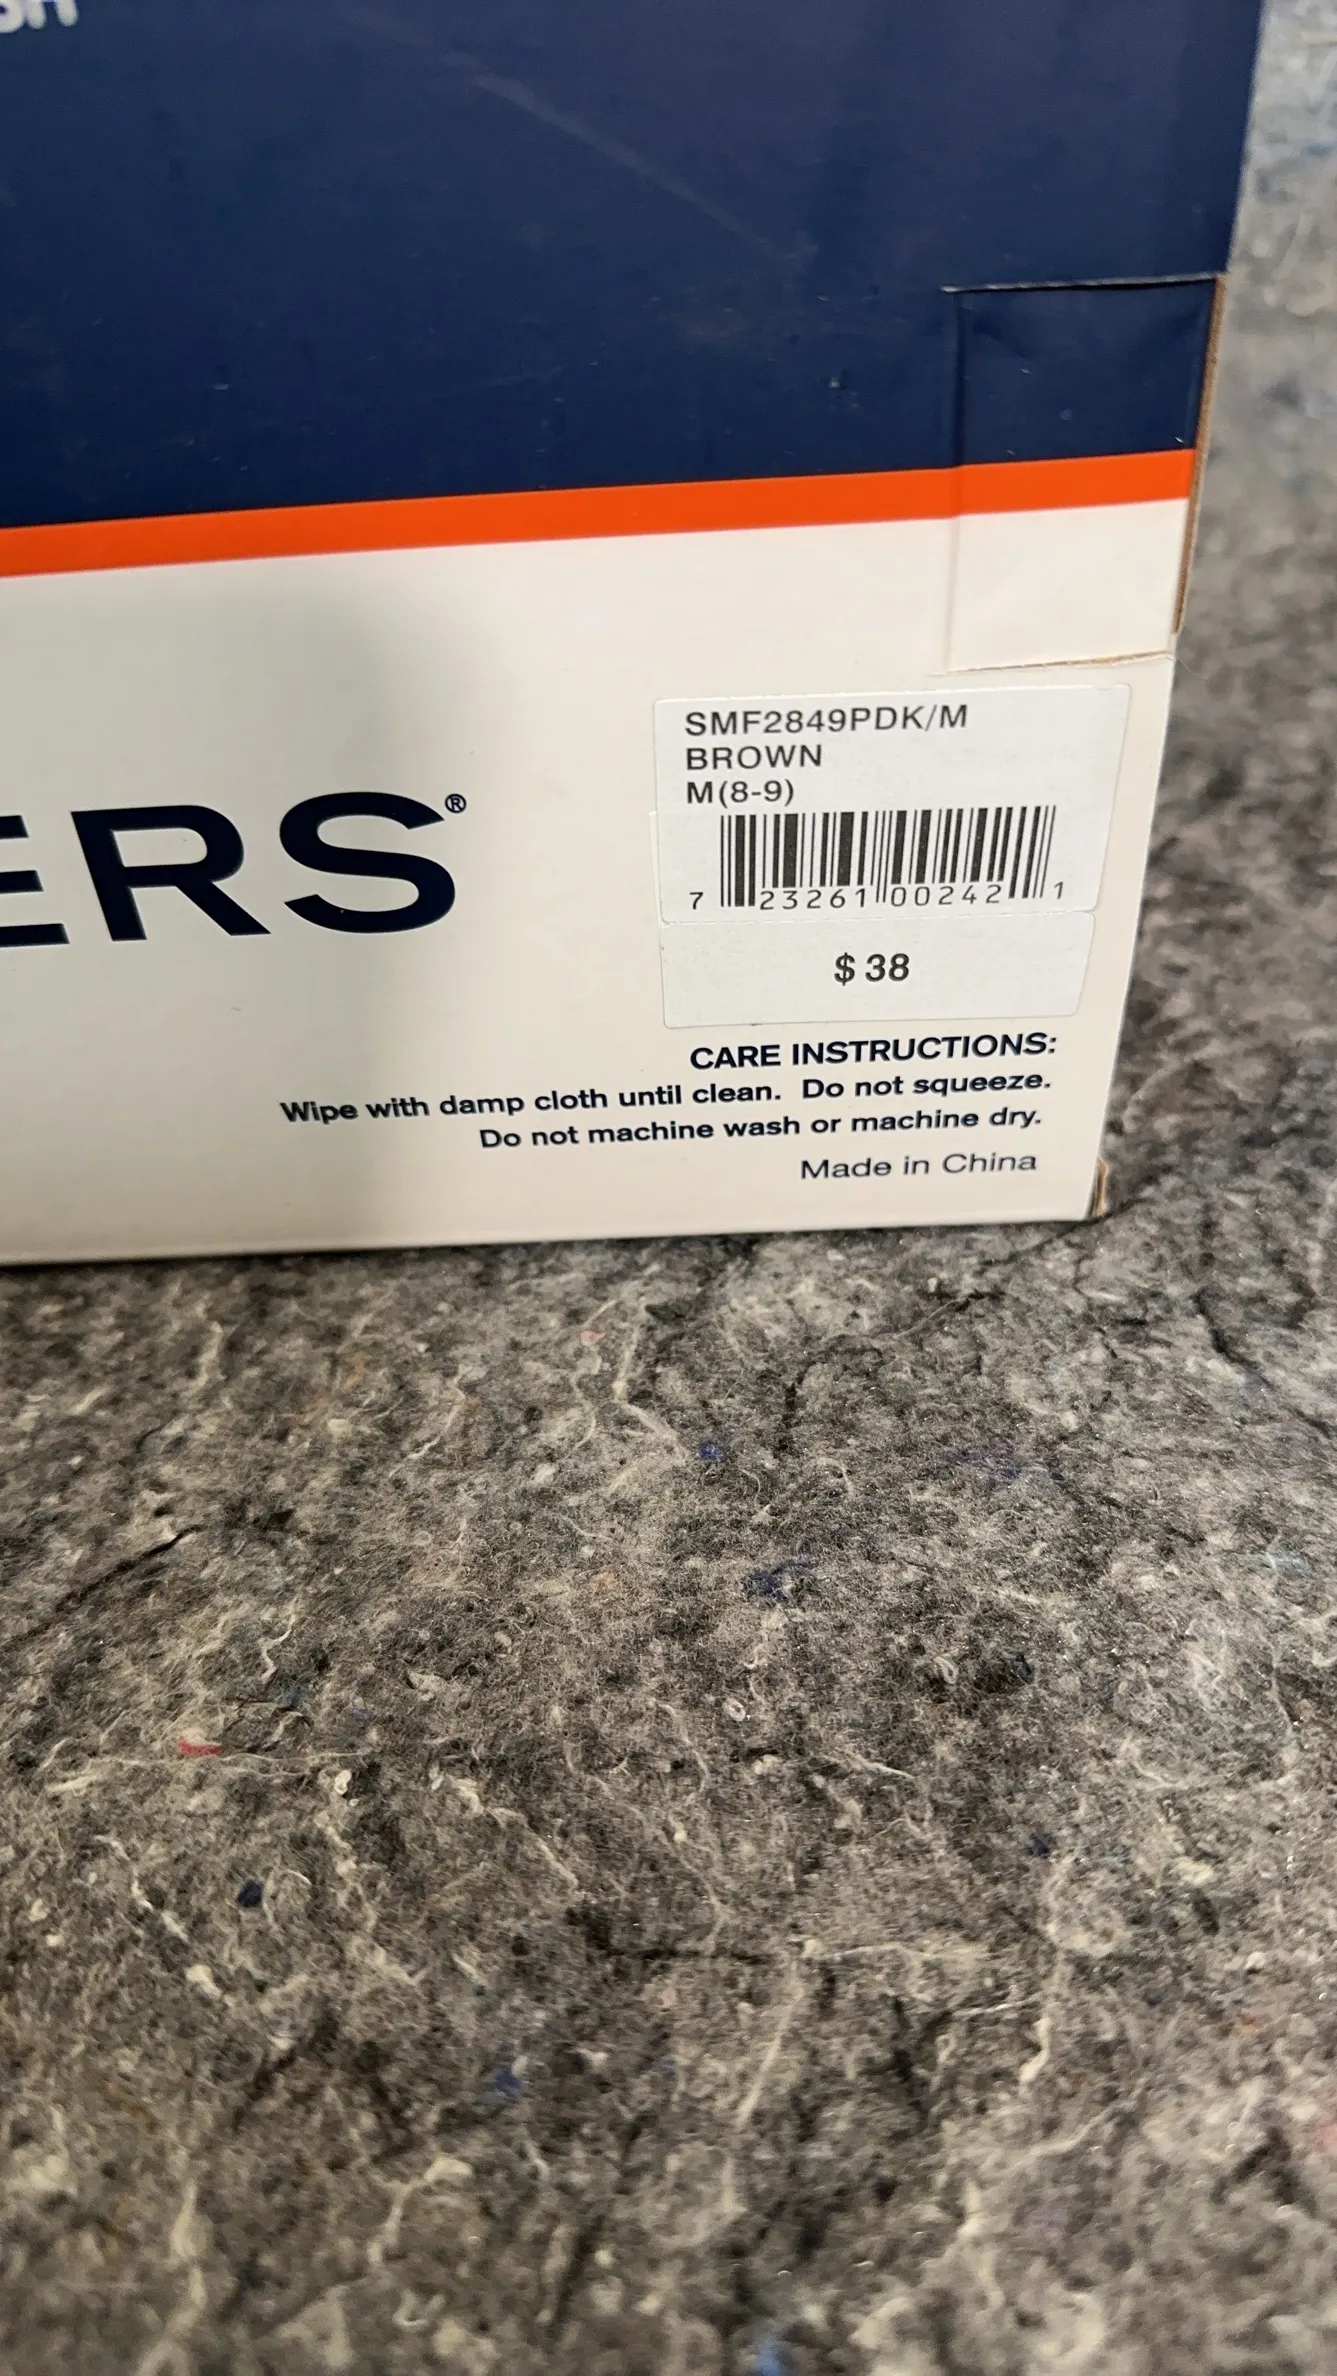 SMF2849PDK/M
BROWN
M(8-9)
7 23261 00242 1
ERS®
$ 38
CARE INSTRUCTIONS:
Wipe with damp cloth until clean. Do not squeeze.
Do not machine wash or machine dry.
Made in China